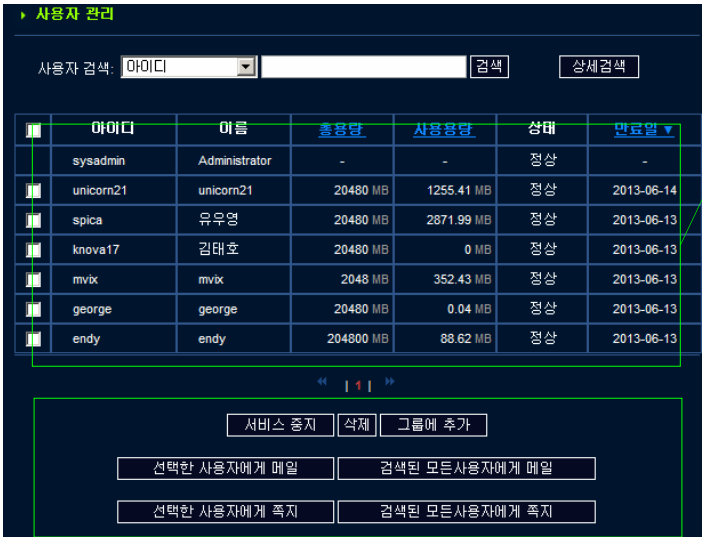 사용자 관리
사용자 검색: 아이디 검색 상세검색
아이디 이름 총용량 사용용량 상태 만료일 ▼
sysadmin Administrator - - 정상 -
unicorn21 unicorn21 20480 MB 1255.41 MB 정상 2013-06-14
spica 유우영 20480 MB 2871.99 MB 정상 2013-06-13
knova17 김태호 20480 MB 0 MB 정상 2013-06-13
mvix mvix 2048 MB 352.43 MB 정상 2013-06-13
george george 20480 MB 0.04 MB 정상 2013-06-13
endy endy 204800 MB 88.62 MB 정상 2013-06-13
| 1 |
서비스 중지 삭제 그룹에 추가
선택한 사용자에게 메일 검색된 모든사용자에게 메일
선택한 사용자에게 쪽지 검색된 모든사용자에게 쪽지